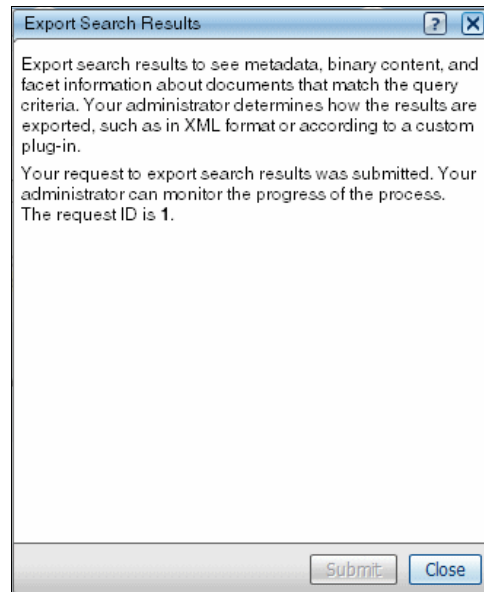 Export Search Results
?
X
Export search results to see metadata, binary content, and
facet information about documents that match the query
criteria. Your administrator determines how the results are
exported, such as in XML format or according to a custom
plug-in.
Your request to export search results was submitted. Your
administrator can monitor the progress of the process.
The request ID is 1.
Submit
Close